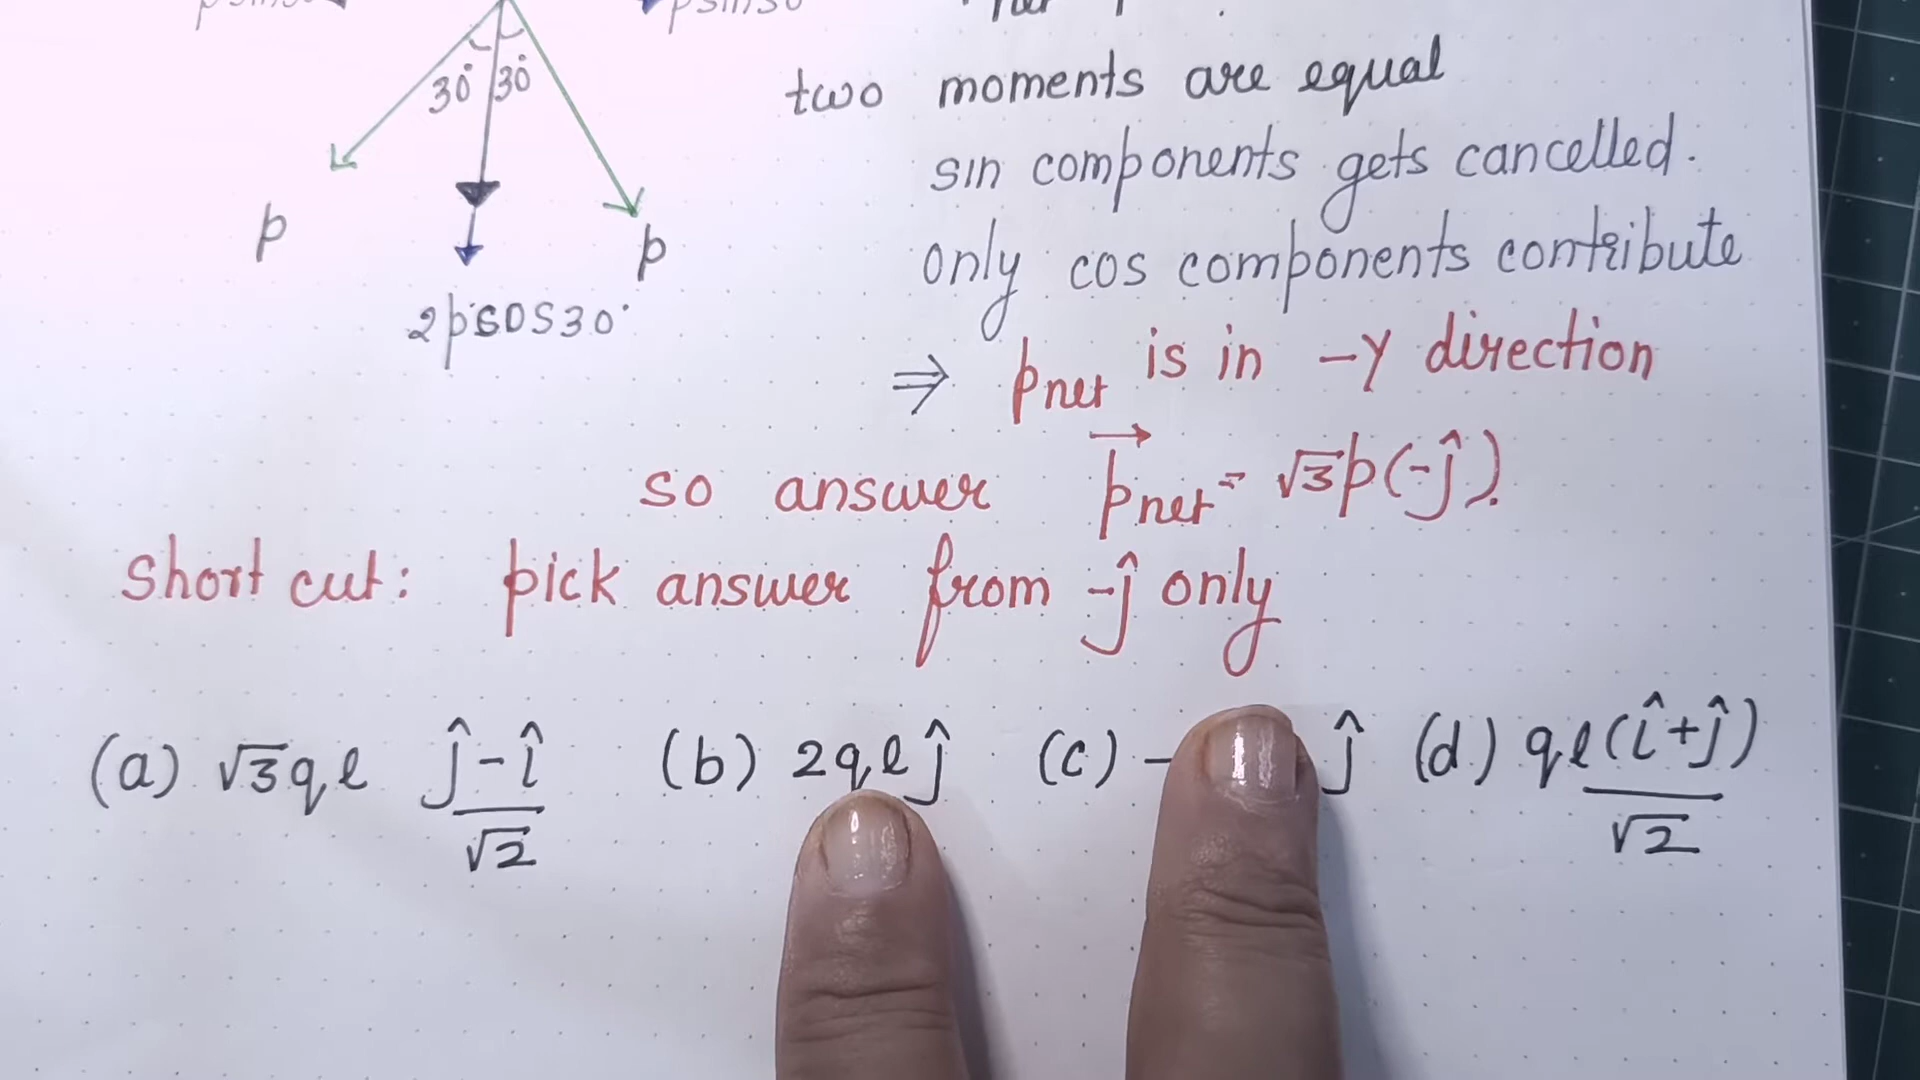 30° 30°
two moments are equal
sin components gets cancelled.
p p
only cos components contribute
2pcos30°
⇒ pnet is in -Y direction
so answer pnet = √3p(-ĵ).
Short cut: pick answer from -ĵ only
(a) √3qℓ ĵ-î/√2 (b) 2qℓĵ (c) - ĵ (d) qℓ(î+ĵ)/√2